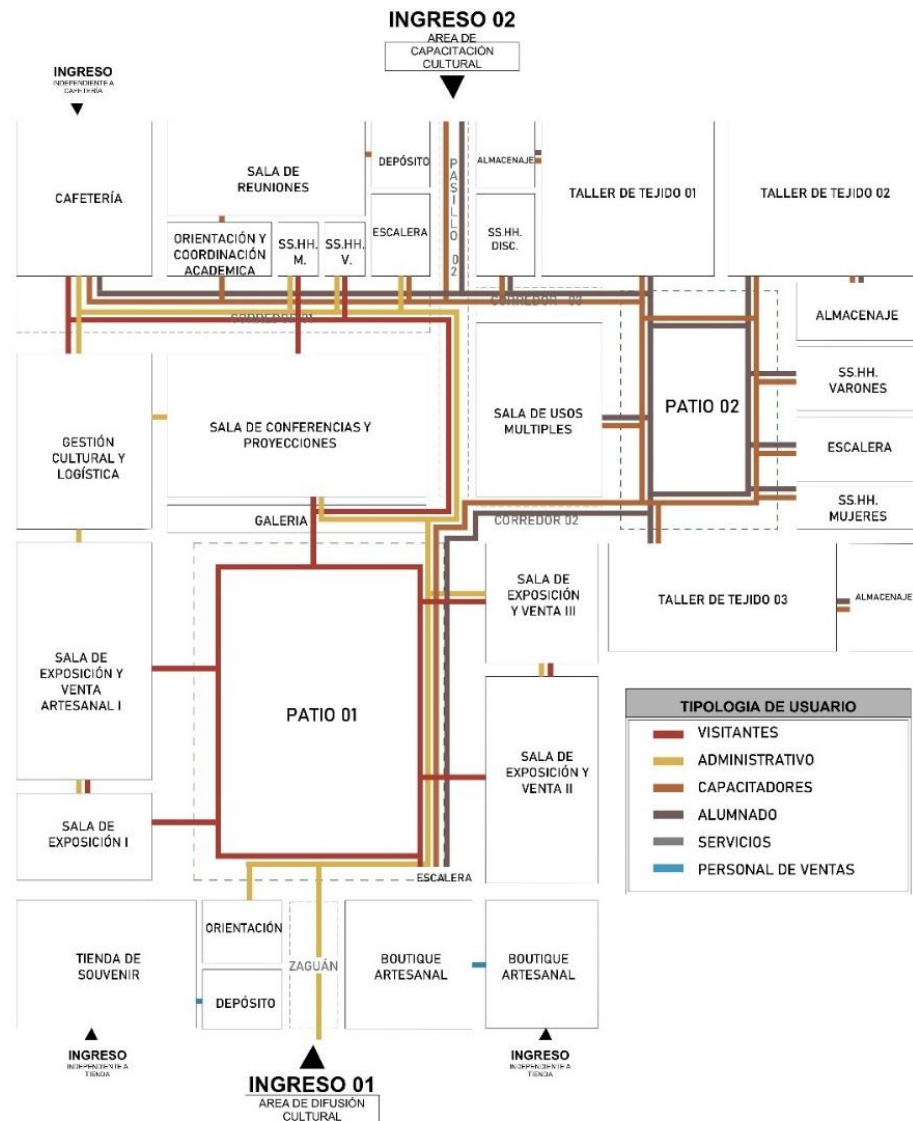 INGRESO 02
AREA DE
CAPACITACIÓN
CULTURAL
INGRESO
INDEPENDIENTE A
CAFETERÍA
CAFETERÍA
SALA DE
REUNIONES
DEPÓSITO
PASILLO 02
ALMACENAJE
TALLER DE TEJIDO 01
TALLER DE TEJIDO 02
ORIENTACIÓN Y
COORDINACIÓN
ACADEMICA
SS.HH.
M.
SS.HH.
V.
ESCALERA
SS.HH.
DISC.
CORREDOR 01
CORREDOR 03
ALMACENAJE
SS.HH.
VARONES
ESCALERA
SS.HH.
MUJERES
GESTIÓN
CULTURAL Y
LOGÍSTICA
SALA DE CONFERENCIAS Y
PROYECCIONES
SALA DE USOS
MULTIPLES
PATIO 02
GALERIA
CORREDOR 02
SALA DE
EXPOSICIÓN
Y VENTA III
TALLER DE TEJIDO 03
ALMACENAJE
SALA DE
EXPOSICIÓN Y
VENTA
ARTESANAL I
PATIO 01
SALA DE
EXPOSICIÓN Y
VENTA II
SALA DE
EXPOSICIÓN I
ESCALERA
TIPOLOGIA DE USUARIO
VISITANTES
ADMINISTRATIVO
CAPACITADORES
ALUMNADO
SERVICIOS
PERSONAL DE VENTAS
TIENDA DE
SOUVENIR
ORIENTACIÓN
DEPÓSITO
ZAGUÁN
BOUTIQUE
ARTESANAL
BOUTIQUE
ARTESANAL
INGRESO
INDEPENDIENTE A
TIENDA
INGRESO 01
AREA DE DIFUSIÓN
CULTURAL
INGRESO
INDEPENDIENTE A
TIENDA